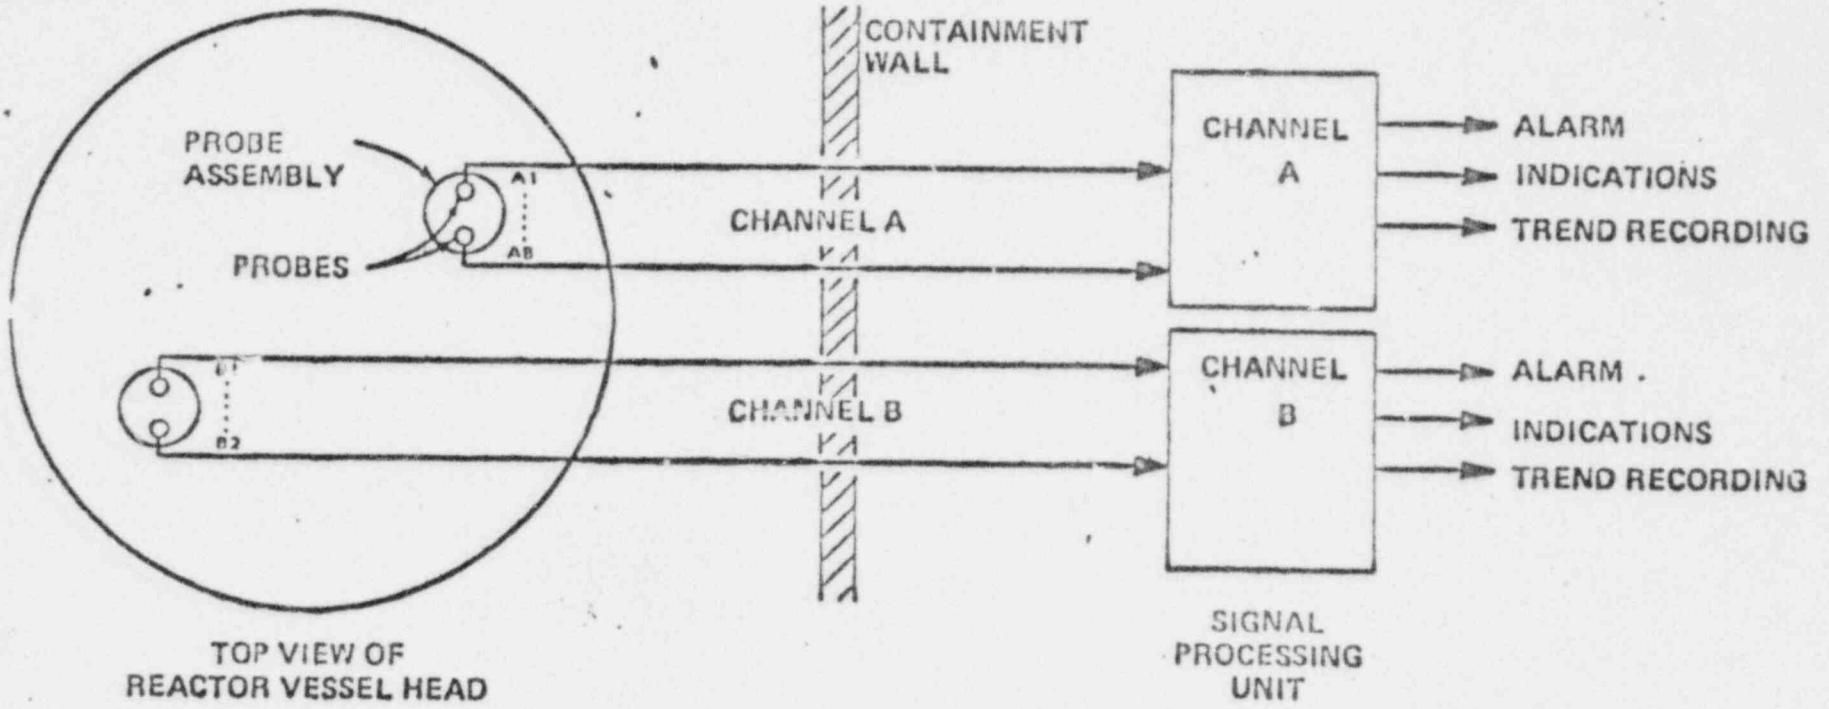 CONTAINMENT
WALL
PROBE
ASSEMBLY
PROBES
A1
A8
CHANNEL A
CHANNEL
A
ALARM
INDICATIONS
TREND RECORDING
B2
CHANNEL B
CHANNEL
B
ALARM
INDICATIONS
TREND RECORDING
TOP VIEW OF
REACTOR VESSEL HEAD
SIGNAL
PROCESSING
UNIT